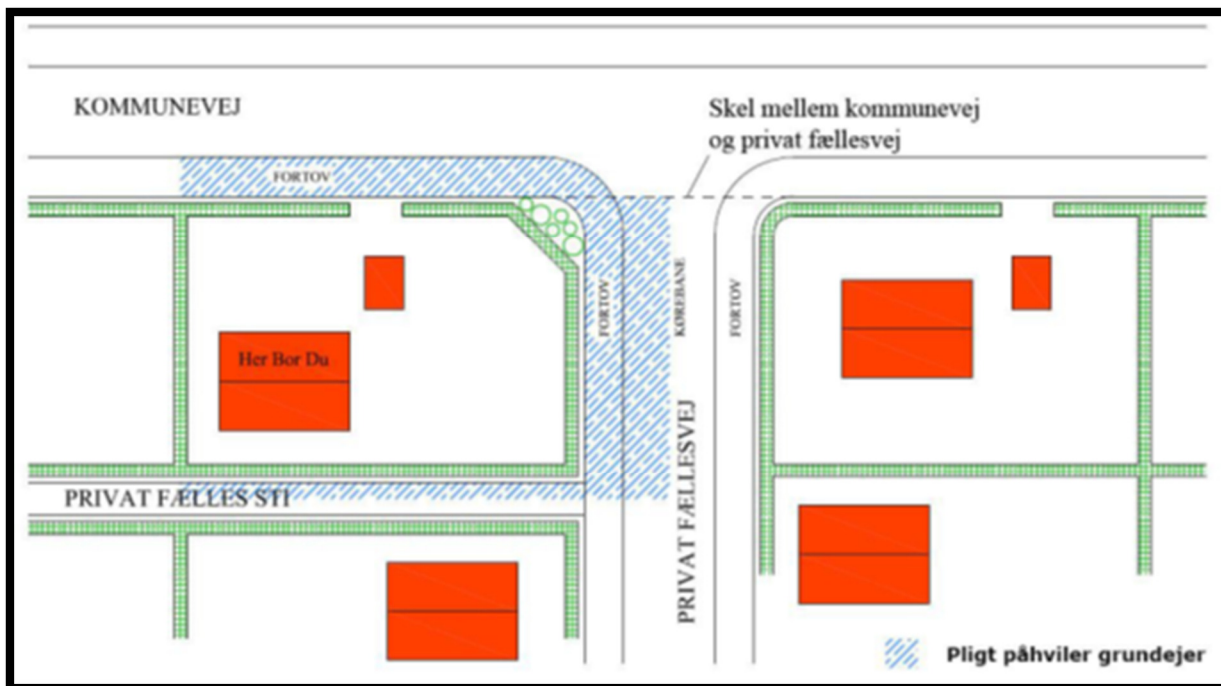 KOMMUNEVEJ
Skel mellem kommunevej
og privat fællesvej
FORTOV
FORTOV
KØREBANE
FORTOV
Her Bor Du
PRIVAT FÆLLES STI
PRIVAT FÆLLESVEJ
Pligt påhviler grundejer